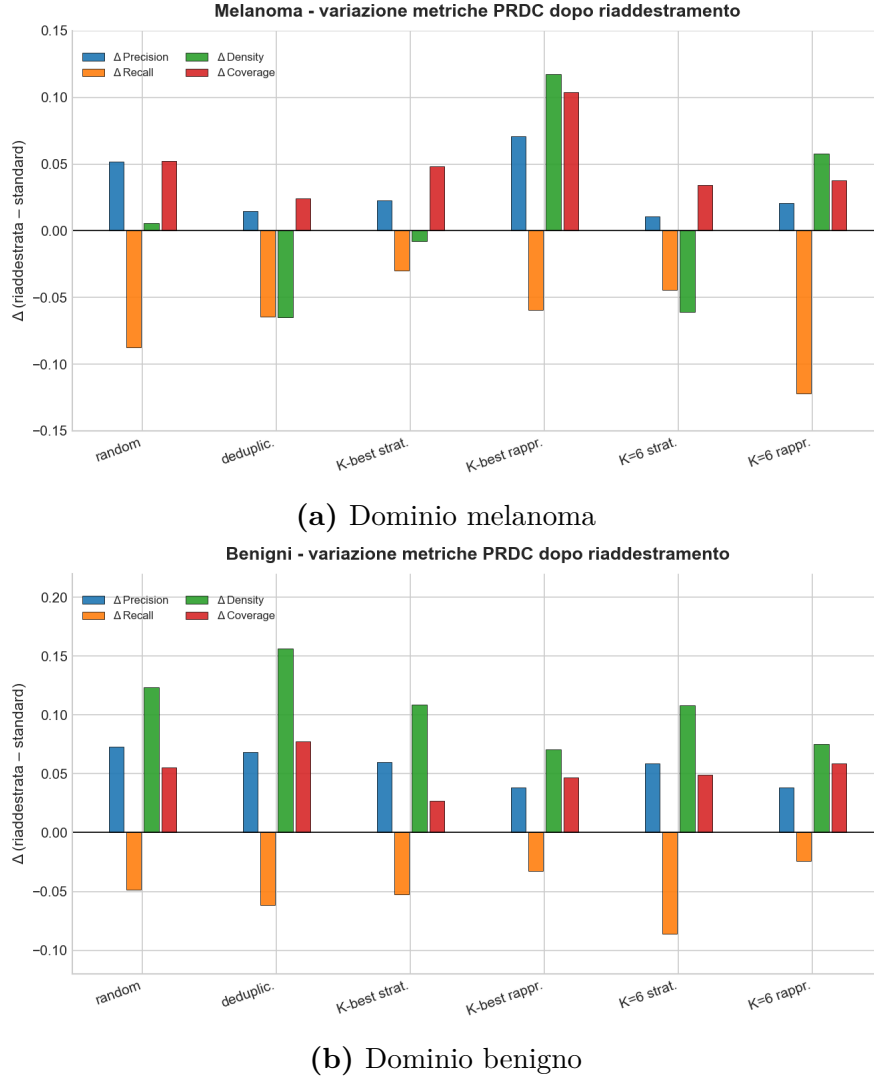 Melanoma - variazione metriche PRDC dopo riaddestramento
Δ Precision
Δ Recall
Δ Density
Δ Coverage
Δ (riaddestrata – standard)
0.15
0.10
0.05
0.00
−0.05
−0.10
−0.15
random
deduplic.
K-best strat.
K-best rappr.
K=6 strat.
K=6 rappr.
(a) Dominio melanoma
Benigni - variazione metriche PRDC dopo riaddestramento
Δ Precision
Δ Recall
Δ Density
Δ Coverage
Δ (riaddestrata – standard)
0.20
0.15
0.10
0.05
0.00
−0.05
−0.10
random
deduplic.
K-best strat.
K-best rappr.
K=6 strat.
K=6 rappr.
(b) Dominio benigno